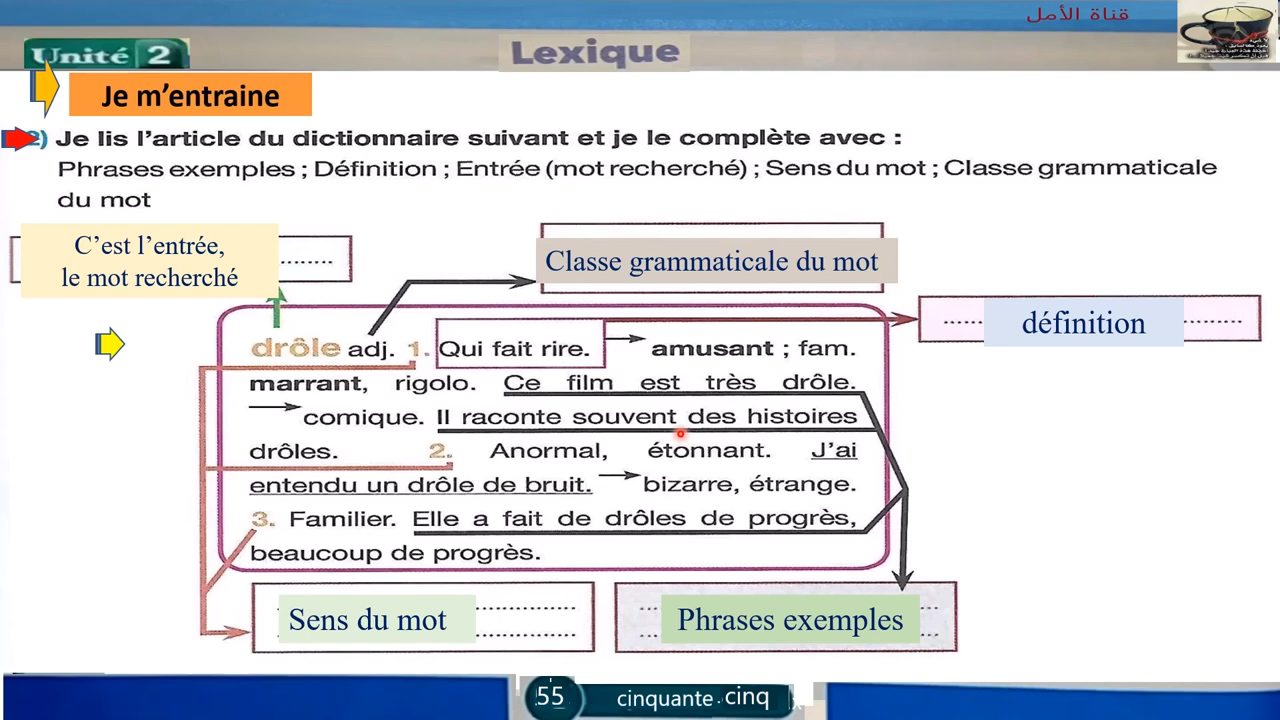 قناة الأمل
Unité 2
Lexique
Je m'entraine
2) Je lis l'article du dictionnaire suivant et je le complète avec :
Phrases exemples ; Définition ; Entrée (mot recherché) ; Sens du mot ; Classe grammaticale
du mot
C'est l'entrée,
le mot recherché
..........
Classe grammaticale du mot
...... définition ..........
drôle adj. 1. Qui fait rire. → amusant ; fam.
marrant, rigolo. Ce film est très drôle.
→ comique. Il raconte souvent des histoires
drôles. 2. Anormal, étonnant. J'ai
entendu un drôle de bruit. → bizarre, étrange.
3. Familier. Elle a fait de drôles de progrès,
beaucoup de progrès.
Sens du mot
Phrases exemples
55 cinquante cinq